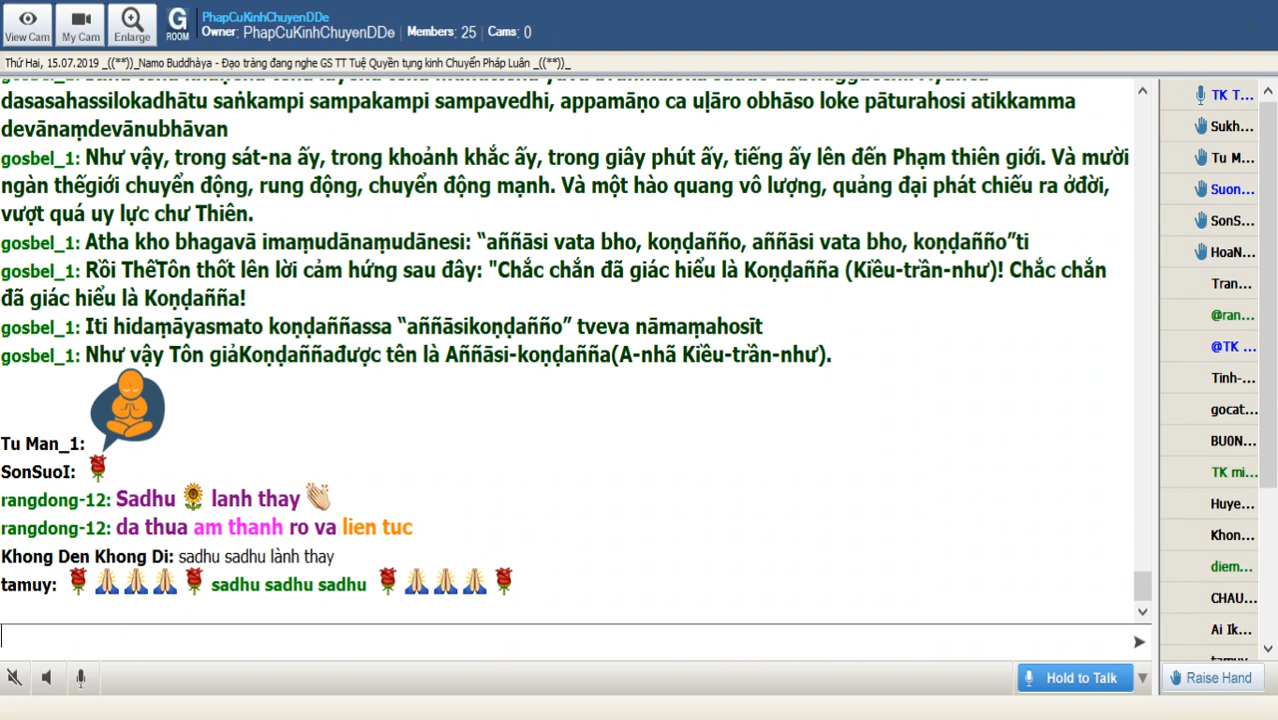 PhapCuKinhChuyenDDe
View Cam
My Cam
Enlarge
G
ROOM
Owner: PhapCuKinhChuyenDDe Members: 25 Cams: 0
Thứ Hai, 15.07.2019 _((**))_Namo Buddhàya - Đạo tràng đang nghe GS TT Tuệ Quyền tụng kinh Chuyển Pháp Luân _((**))_
dasasahassilokadhātu saṅkampi sampakampi sampavedhi, appamāṇo ca uḷāro obhāso loke pāturahosi atikkamma
devānaṃdevānubhāvan
gosbel_1: Như vậy, trong sát-na ấy, trong khoảnh khắc ấy, trong giây phút ấy, tiếng ấy lên đến Phạm thiên giới. Và mười
ngàn thếgiới chuyển động, rung động, chuyển động mạnh. Và một hào quang vô lượng, quảng đại phát chiếu ra ởđời,
vượt quá uy lực chư Thiên.
gosbel_1: Atha kho bhagavā imaṃudānaṃudānesi: “aññāsi vata bho, koṇḍañño, aññāsi vata bho, koṇḍañño”ti
gosbel_1: Rồi ThếTôn thốt lên lời cảm hứng sau đây: "Chắc chắn đã giác hiểu là Koṇḍañña (Kiều-trần-như)! Chắc chắn
đã giác hiểu là Koṇḍañña!
gosbel_1: Iti hidaṃāyasmato koṇḍaññassa “aññāsikoṇḍañño” tveva nāmaṃahosīt
gosbel_1: Như vậy Tôn giảKoṇḍaññađược tên là Aññāsi-koṇḍañña(A-nhã Kiều-trần-như).
Tu Man_1:
SonSuoI:
rangdong-12: Sadhu lanh thay
rangdong-12: da thua am thanh ro va lien tuc
Khong Den Khong Di: sadhu sadhu lành thay
tamuy: sadhu sadhu sadhu
TK T...
Sukh...
Tu M...
Suon...
SonS...
HoaN...
Tran...
@ran...
@TK ...
Tinh-...
gocat...
BU0N...
TK mi...
Huye...
Khon...
diem...
CHAU...
Ai Ik...
Hold to Talk
Raise Hand